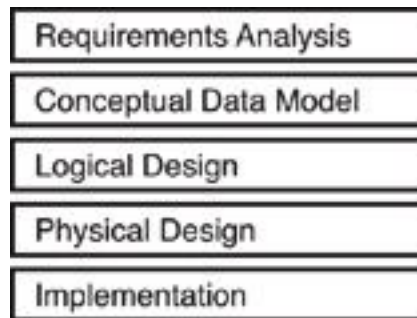 Requirements Analysis
Conceptual Data Model
Logical Design
Physical Design
Implementation